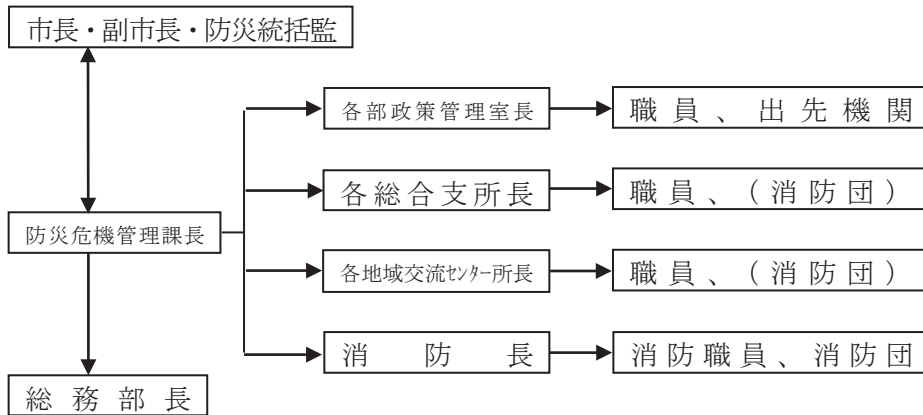 市長・副市長・防災統括監
各部政策管理室長
職員、出先機関
各総合支所長
職員、（消防団）
防災危機管理課長
各地域交流ｾﾝﾀｰ所長
職員、（消防団）
消防長
消防職員、消防団
総務部長